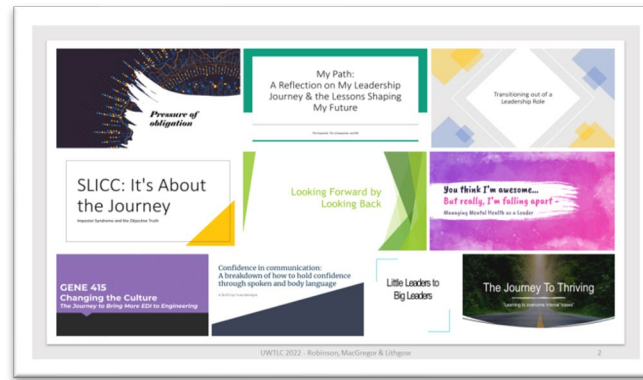 Pressure of
obligation
My Path:
A Reflection on My Leadership
Journey & the Lessons Shaping
My Future
Transitioning out of a
Leadership Role
SLICC: It's About
the Journey
Imposter Syndrome and the Objective Truth
Looking Forward by
Looking Back
You think I'm awesome...
But really, I'm falling apart -
Managing Mental Health as a Leader
GENE 415
Changing the Culture
The Journey to Bring More EDI to Engineering
Confidence in communication:
A breakdown of how to hold confidence
through spoken and body language
Little Leaders to
Big Leaders
The Journey To Thriving
UWTLC 2022 - Robinson, MacGregor & Lithgow
2